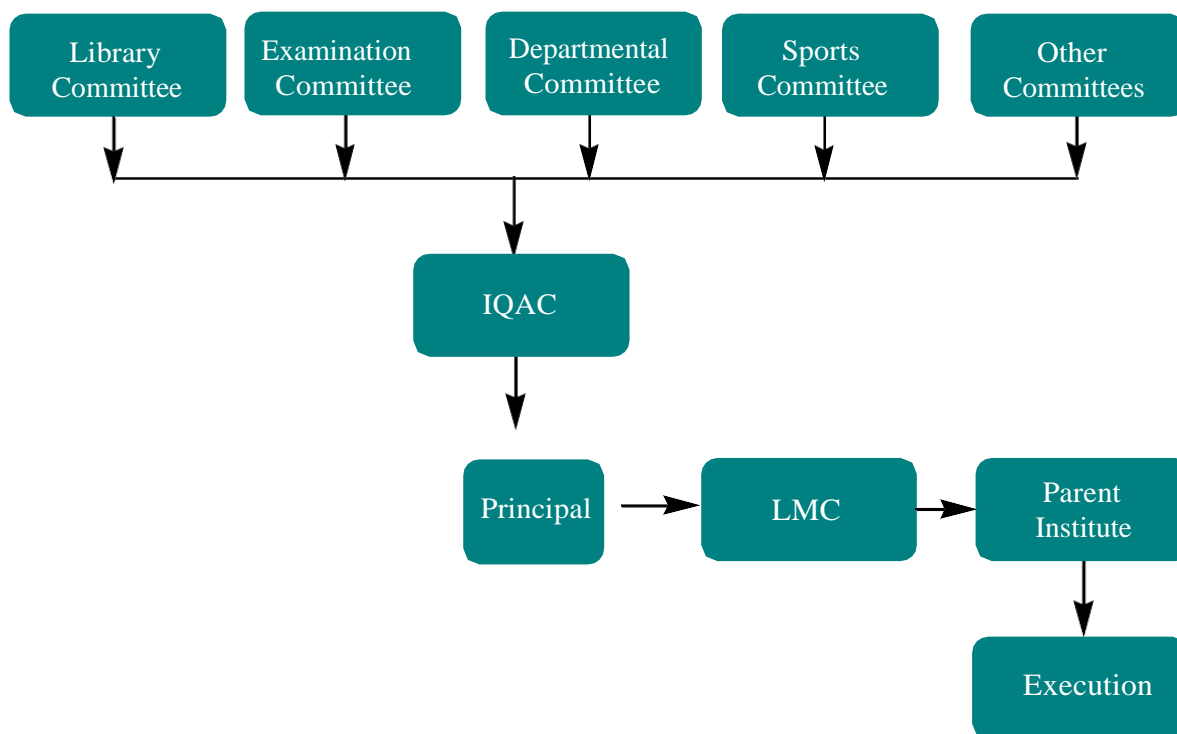 Library
Committee
Examination
Committee
Departmental
Committee
Sports
Committee
Other
Committees
IQAC
Principal
LMC
Parent
Institute
Execution